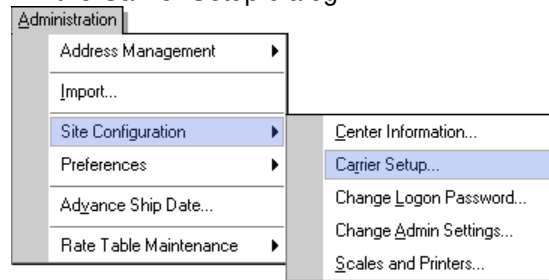 Administration
Address Management
Import...
Site Configuration
Preferences
Advance Ship Date...
Rate Table Maintenance
Center Information...
Carrier Setup...
Change Logon Password...
Change Admin Settings...
Scales and Printers...